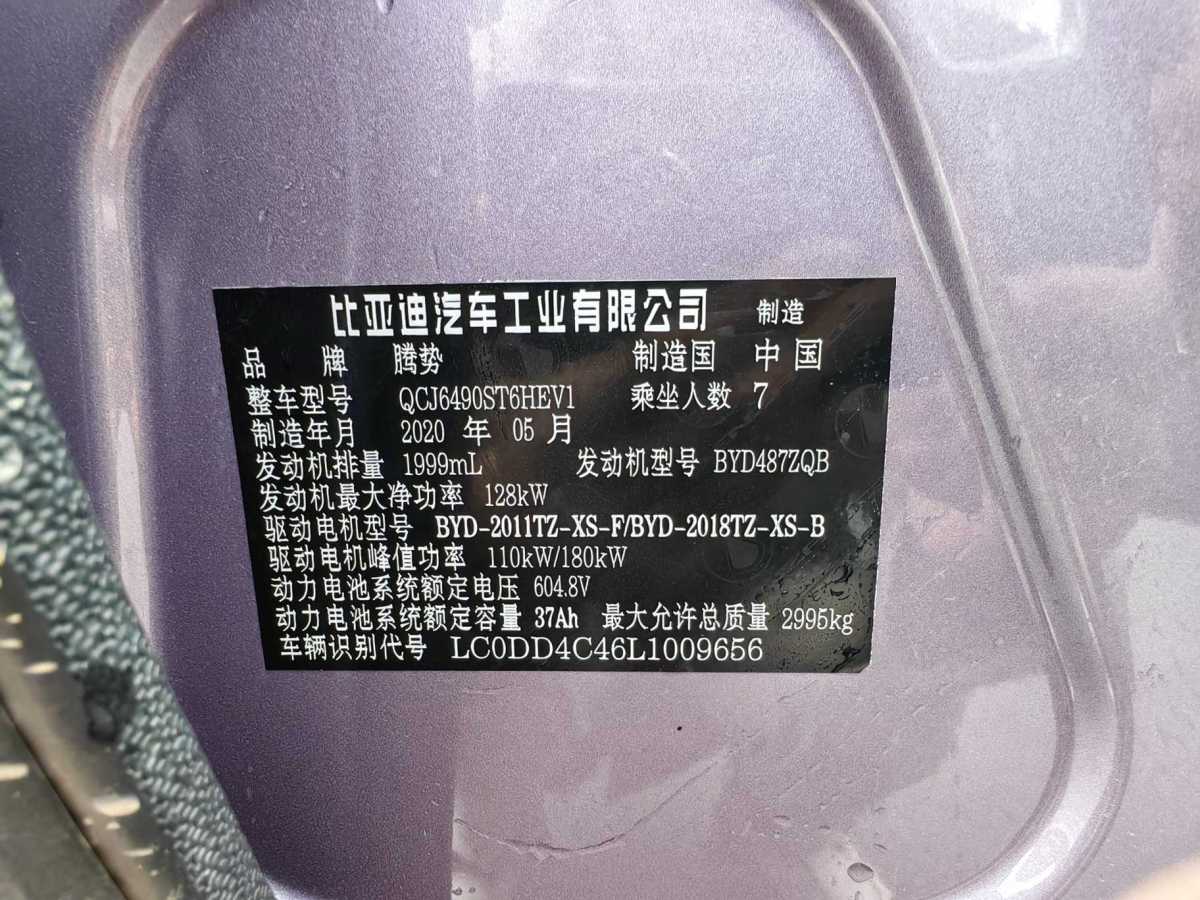 比亚迪汽车工业有限公司 制造
品 牌 腾势 制造国 中国
整车型号 QCJ6490ST6HEV1 乘坐人数 7
制造年月 2020 年 05 月
发动机排量 1999mL 发动机型号 BYD487ZQB
发动机最大净功率 128kW
驱动电机型号 BYD-2011TZ-XS-F/BYD-2018TZ-XS-B
驱动电机峰值功率 110kW/180kW
动力电池系统额定电压 604.8V
动力电池系统额定容量 37Ah 最大允许总质量 2995kg
车辆识别代号 LC0DD4C46L1009656